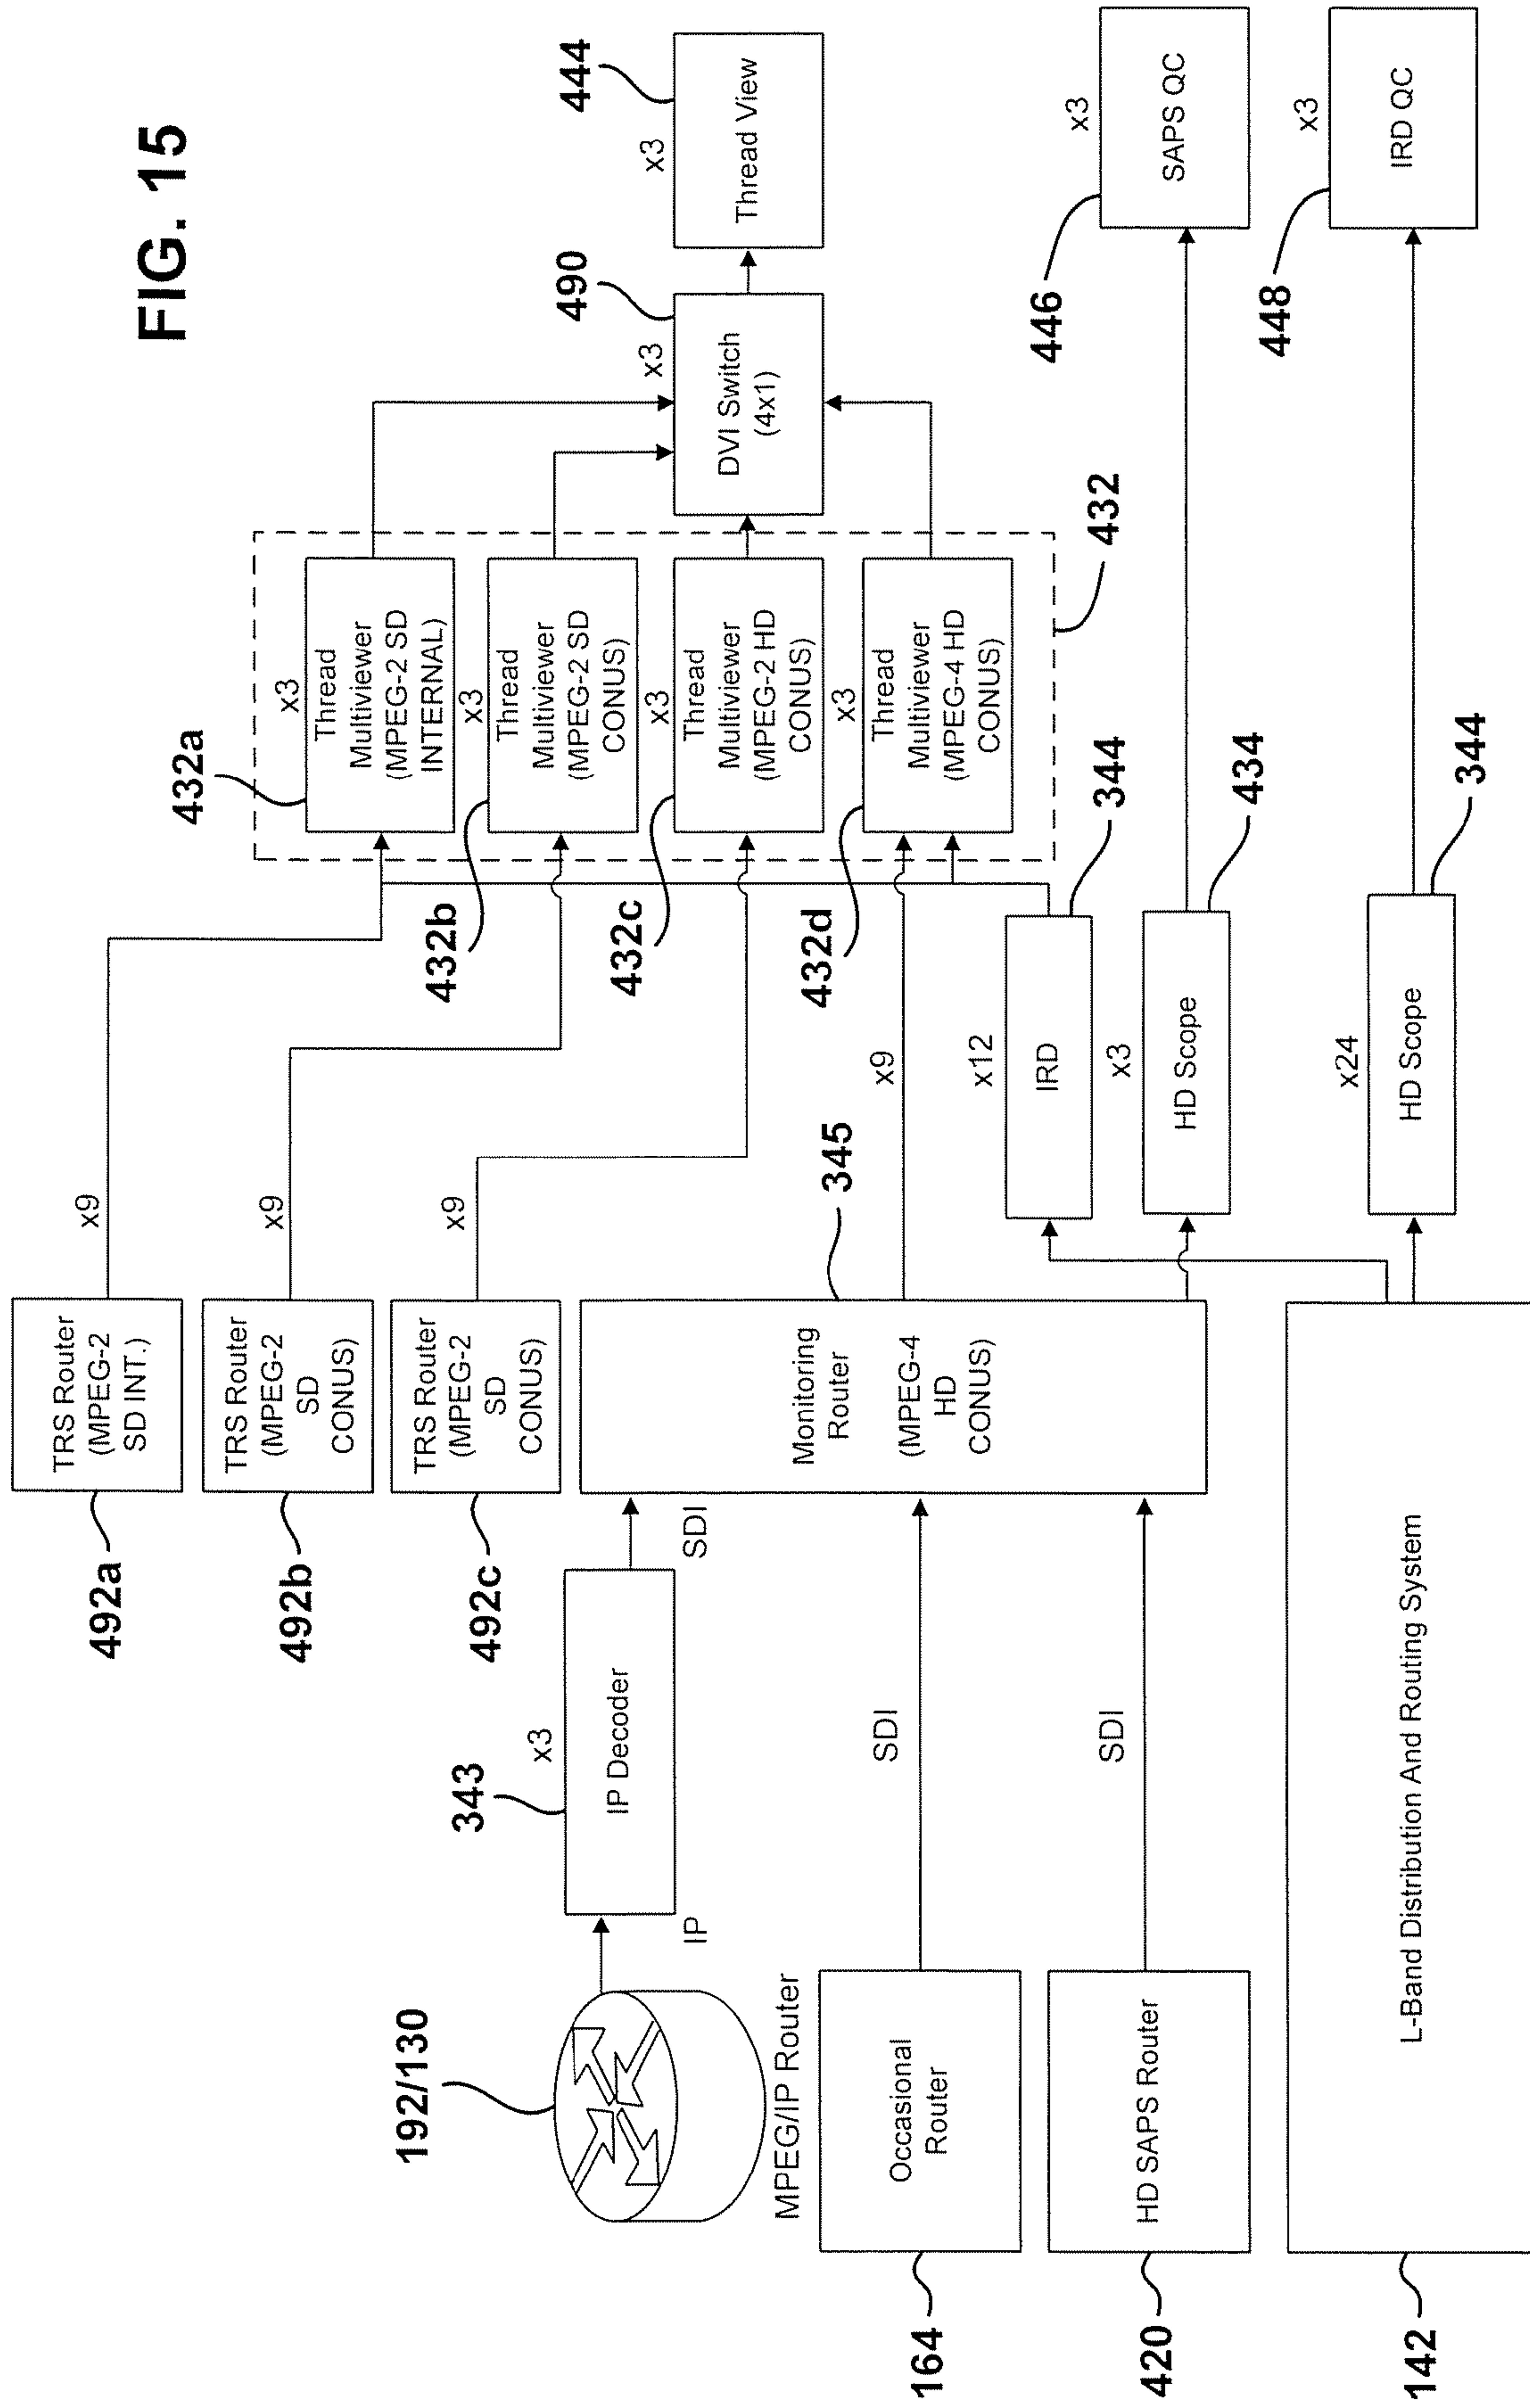 FIG. 15
492a
TRS Router
(MPEG-2
SD INT.)
x9
492b
TRS Router
(MPEG-2
SD
CONUS)
x9
492c
TRS Router
(MPEG-2
SD
CONUS)
x9
432a
x3
Thread
Multiviewer
(MPEG-2 SD
INTERNAL)
432b
x3
Thread
Multiviewer
(MPEG-2 SD
CONUS)
432c
x3
Thread
Multiviewer
(MPEG-2 HD
CONUS)
432d
x3
Thread
Multiviewer
(MPEG-4 HD
CONUS)
432
490
x3
DVI Switch
(4x1)
444
x3
Thread View
192/130
MPEG/IP Router
IP
343
x3
IP Decoder
SDI
345
Monitoring
Router
(MPEG-4
HD
CONUS)
x9
164
Occasional
Router
SDI
420
HD SAPS Router
SDI
x12
IRD
344
x3
HD Scope
434
446
x3
SAPS QC
142
L-Band Distribution And Routing System
x24
HD Scope
344
448
x3
IRD QC